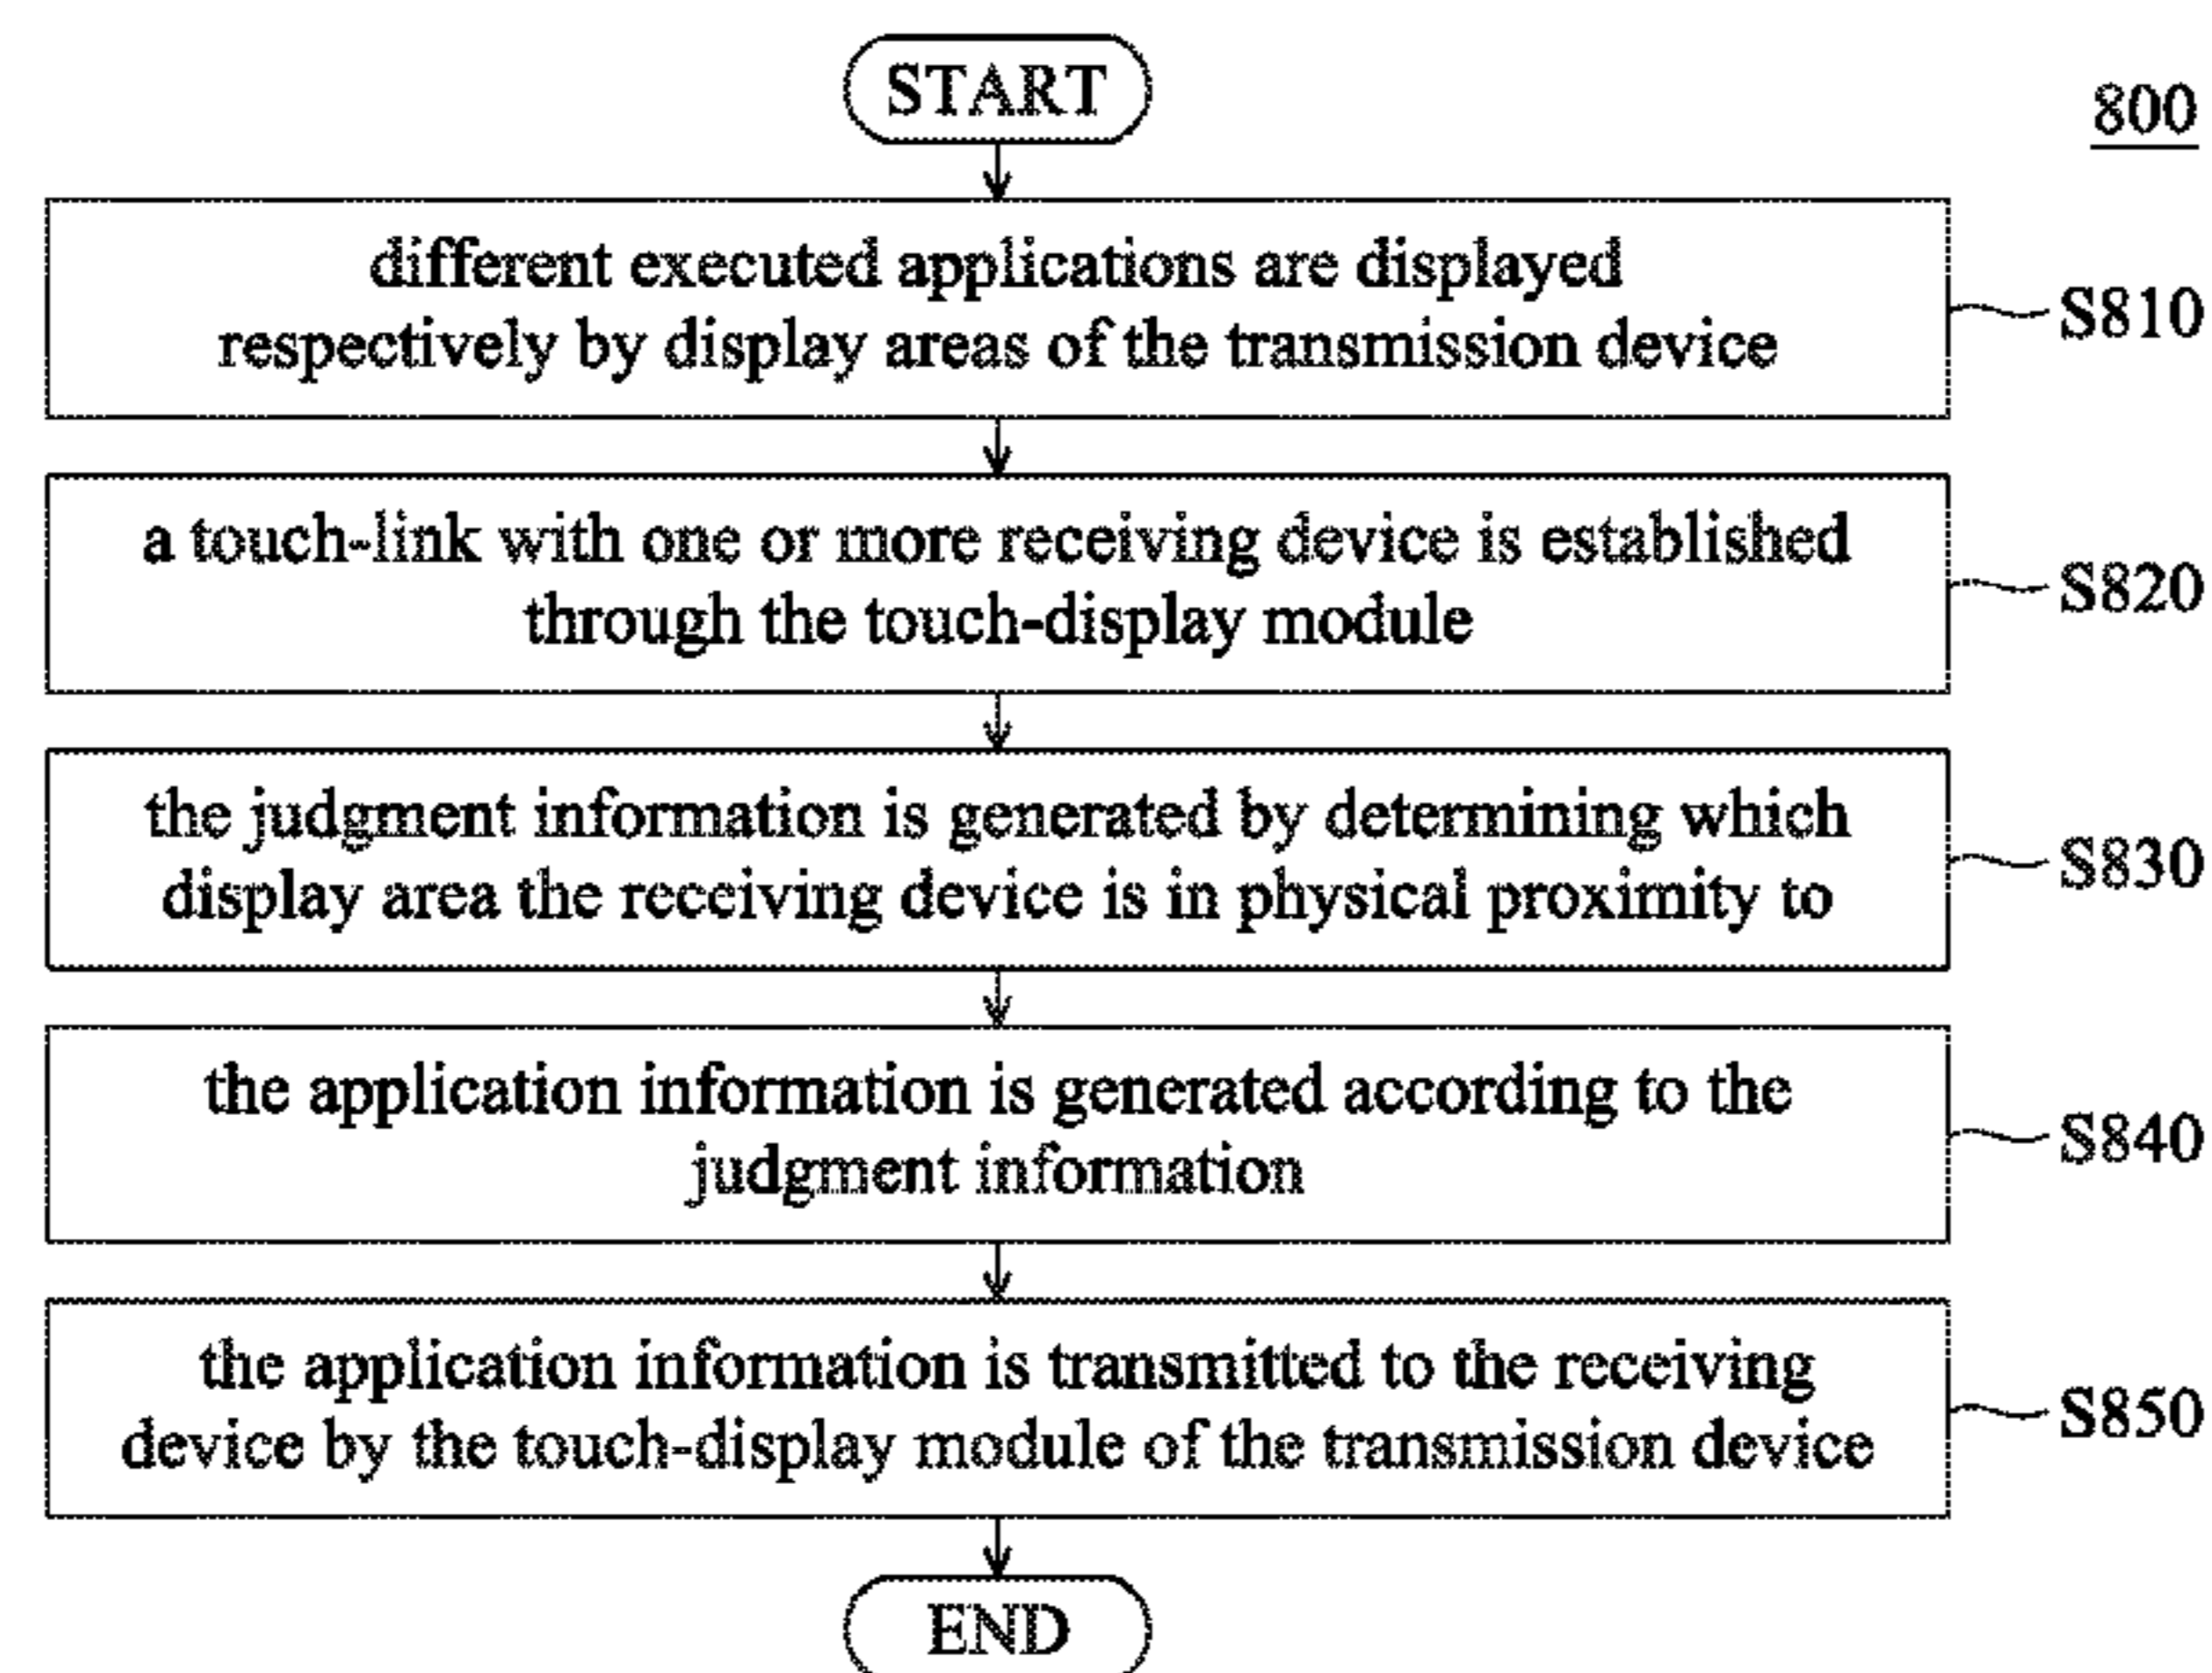 START
800
different executed applications are displayed
respectively by display areas of the transmission device
S810
a touch-link with one or more receiving device is established
through the touch-display module
S820
the judgment information is generated by determining which
display area the receiving device is in physical proximity to
S830
the application information is generated according to the
judgment information
S840
the application information is transmitted to the receiving
device by the touch-display module of the transmission device
S850
END